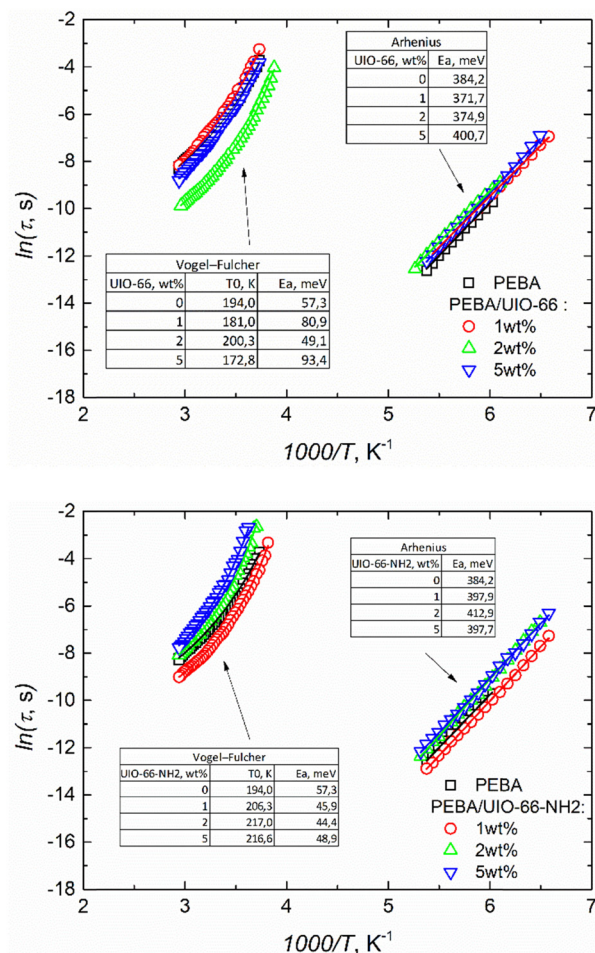 -2
-4
-6
-8
-10
-12
-14
-16
-18
ln(τ, s)
Arhenius
UIO-66, wt% Ea, meV
0 384,2
1 371,7
2 374,9
5 400,7
Vogel–Fulcher
UIO-66, wt% T0, K Ea, meV
0 194,0 57,3
1 181,0 80,9
2 200,3 49,1
5 172,8 93,4
PEBA
PEBA/UIO-66 :
1wt%
2wt%
5wt%
2 3 4 5 6 7
1000/T, K⁻¹
-2
-4
-6
-8
-10
-12
-14
-16
-18
ln(τ, s)
Arhenius
UIO-66-NH2, wt% Ea, meV
0 384,2
1 397,9
2 412,9
5 397,7
Vogel–Fulcher
UIO-66-NH2, wt% T0, K Ea, meV
0 194,0 57,3
1 206,3 45,9
2 217,0 44,4
5 216,6 48,9
PEBA
PEBA/UIO-66-NH2:
1wt%
2wt%
5wt%
2 3 4 5 6 7
1000/T, K⁻¹